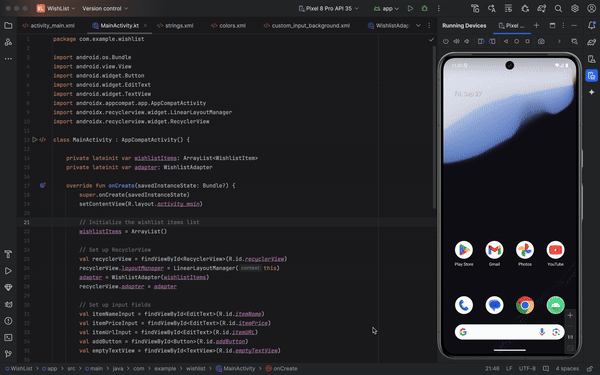 WishList
Version control
Pixel 8 Pro API 35
app
activity_main.xml
MainActivity.kt
strings.xml
colors.xml
custom_input_background.xml
WishlistAdap
Running Devices
Pixel
package com.example.wishlist
import android.os.Bundle
import android.view.View
import android.widget.Button
import android.widget.EditText
import android.widget.TextView
import androidx.appcompat.app.AppCompatActivity
import androidx.recyclerview.widget.LinearLayoutManager
import androidx.recyclerview.widget.RecyclerView
class MainActivity : AppCompatActivity() {
private lateinit var wishlistItems: ArrayList<WishlistItem>
private lateinit var adapter: WishlistAdapter
override fun onCreate(savedInstanceState: Bundle?) {
super.onCreate(savedInstanceState)
setContentView(R.layout.activity_main)
// Initialize the wishlist items list
wishlistItems = ArrayList()
// Set up RecyclerView
val recyclerView = findViewById<RecyclerView>(R.id.recyclerView)
recyclerView.layoutManager = LinearLayoutManager( context: this)
adapter = WishlistAdapter(wishlistItems)
recyclerView.adapter = adapter
// Set up input fields
val itemNameInput = findViewById<EditText>(R.id.itemName)
val itemPriceInput = findViewById<EditText>(R.id.itemPrice)
val itemUrlInput = findViewById<EditText>(R.id.itemURL)
val addButton = findViewById<Button>(R.id.addButton)
val emptyTextView = findViewById<TextView>(R.id.emptyTextView)
Fri, Sep 27
Play Store
Gmail
Photos
YouTube
WishList > app > src > main > java > com > example > wishlist > MainActivity > onCreate
21:46 LF UTF-8 4 spaces